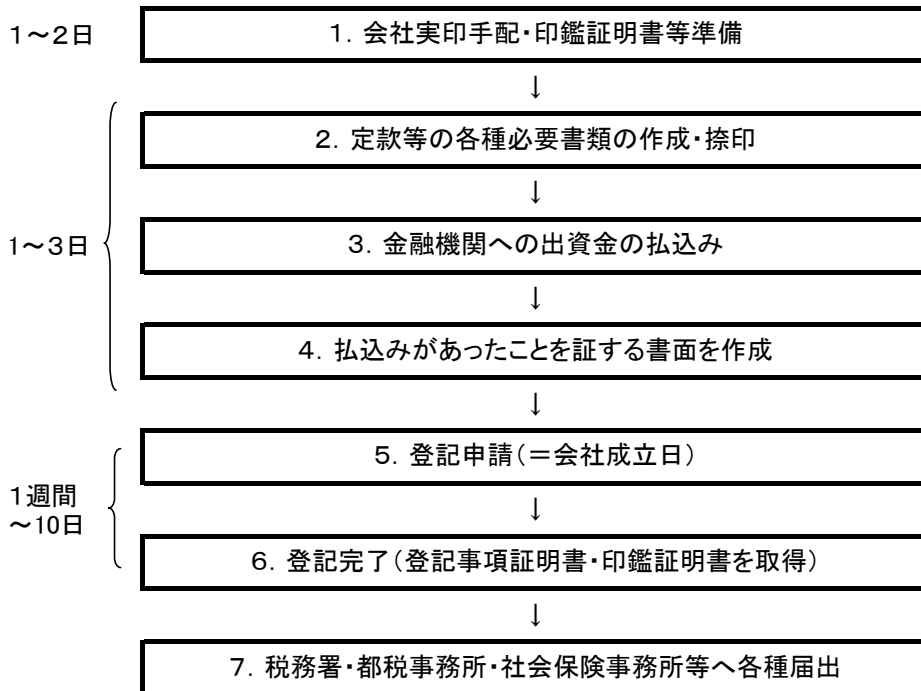 1～2日
1．会社実印手配・印鑑証明書等準備
↓
2．定款等の各種必要書類の作成・捺印
↓
1～3日
3．金融機関への出資金の払込み
↓
4．払込みがあったことを証する書面を作成
↓
5．登記申請（＝会社成立日）
1週間
～10日
↓
6．登記完了（登記事項証明書・印鑑証明書を取得）
↓
7．税務署・都税事務所・社会保険事務所等へ各種届出